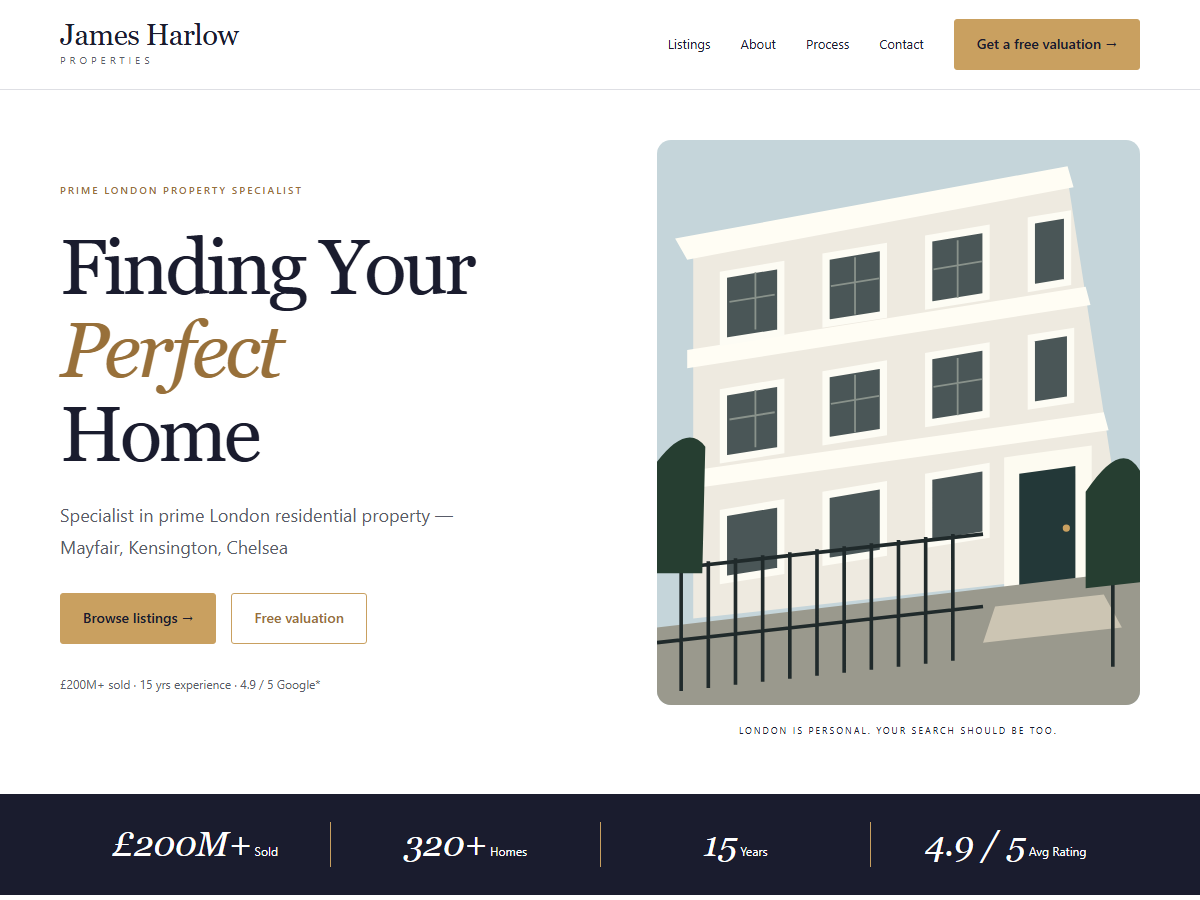 James Harlow
PROPERTIES
Listings
About
Process
Contact
Get a free valuation →
PRIME LONDON PROPERTY SPECIALIST
Finding Your
Perfect
Home
Specialist in prime London residential property —
Mayfair, Kensington, Chelsea
Browse listings →
Free valuation
£200M+ sold · 15 yrs experience · 4.9 / 5 Google*
LONDON IS PERSONAL. YOUR SEARCH SHOULD BE TOO.
£200M+ Sold
320+ Homes
15 Years
4.9 / 5 Avg Rating